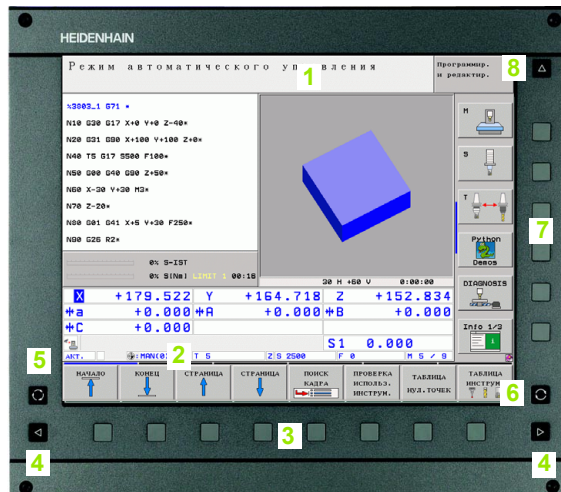 HEIDENHAIN
Режим автоматического управления
Программир.
и редактир.
1
8
%3803_1 G71 *
N10 G30 G17 X+0 Y+0 Z-40*
N20 G31 G90 X+100 Y+100 Z+0*
N40 T5 G17 S500 F100*
N50 G00 G40 G90 Z+50*
N60 X-30 Y+30 M3*
N70 Z-20*
N80 G01 G41 X+5 Y+30 F250*
N90 G26 R2*
M
S
T
Python
Demos
DIAGNOSIS
Info 1/3
7
0% S-IST
0% S[Nm] LIMIT 1 00:16
30 H +60 V 0:00:00
X +179.522 Y +164.718 Z +152.834
a +0.000 A +0.000 B +0.000
C +0.000
S1 0.000
АКТ. : MAN(0) T 5 Z S 2500 F 0 M 5 / 9
2
НАЧАЛО
КОНЕЦ
СТРАНИЦА
СТРАНИЦА
ПОИСК
КАДРА
ПРОВЕРКА
ИСПОЛЬЗ.
ИНСТРУМ.
ТАБЛИЦА
НУЛ.ТОЧЕК
ТАБЛИЦА
ИНСТРУМ.
5
6
3
4
4